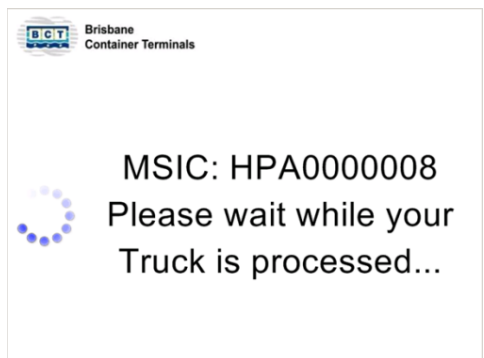 BCT
Brisbane
Container Terminals
MSIC: HPA0000008
Please wait while your
Truck is processed...